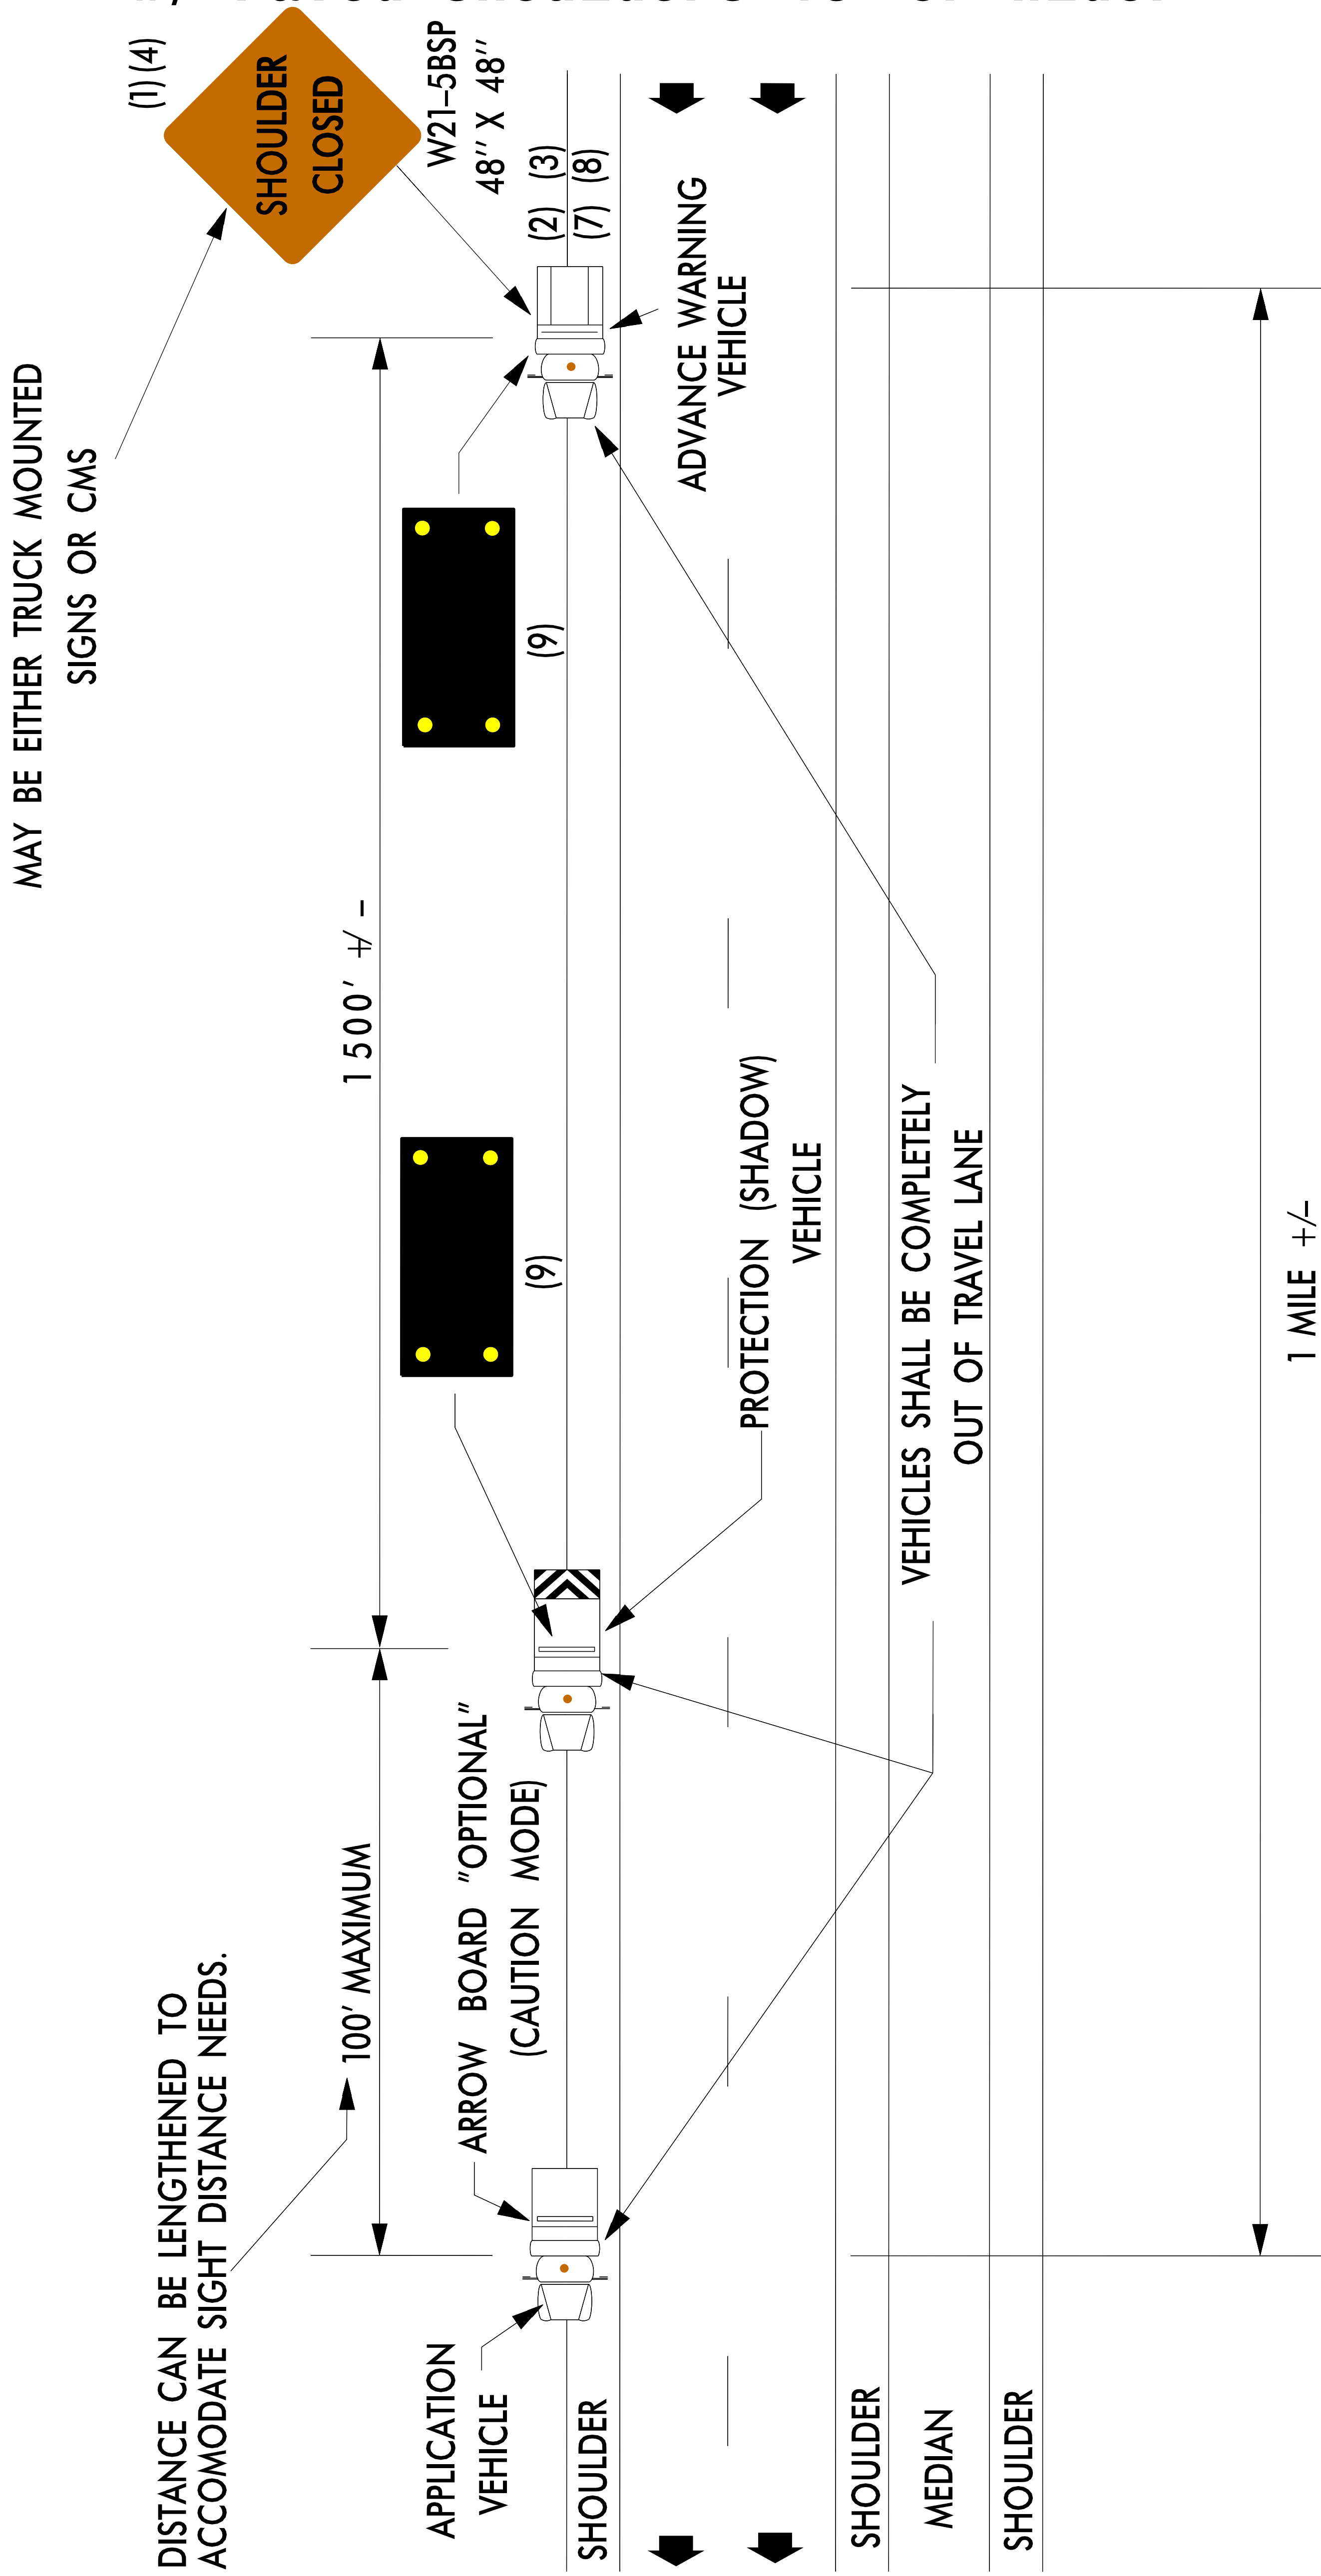 MAY BE EITHER TRUCK MOUNTED
SIGNS OR CMS
(1)(4)
SHOULDER
CLOSED
W21-5BSP
48'' X 48''
(2) (3)
(7) (8)
DISTANCE CAN BE LENGTHENED TO
ACCOMODATE SIGHT DISTANCE NEEDS.
100' MAXIMUM
1500' +/-
ARROW BOARD "OPTIONAL"
(CAUTION MODE)
(9)
(9)
APPLICATION
VEHICLE
SHOULDER
ADVANCE WARNING
VEHICLE
PROTECTION (SHADOW)
VEHICLE
VEHICLES SHALL BE COMPLETELY
OUT OF TRAVEL LANE
SHOULDER
MEDIAN
SHOULDER
1 MILE +/-